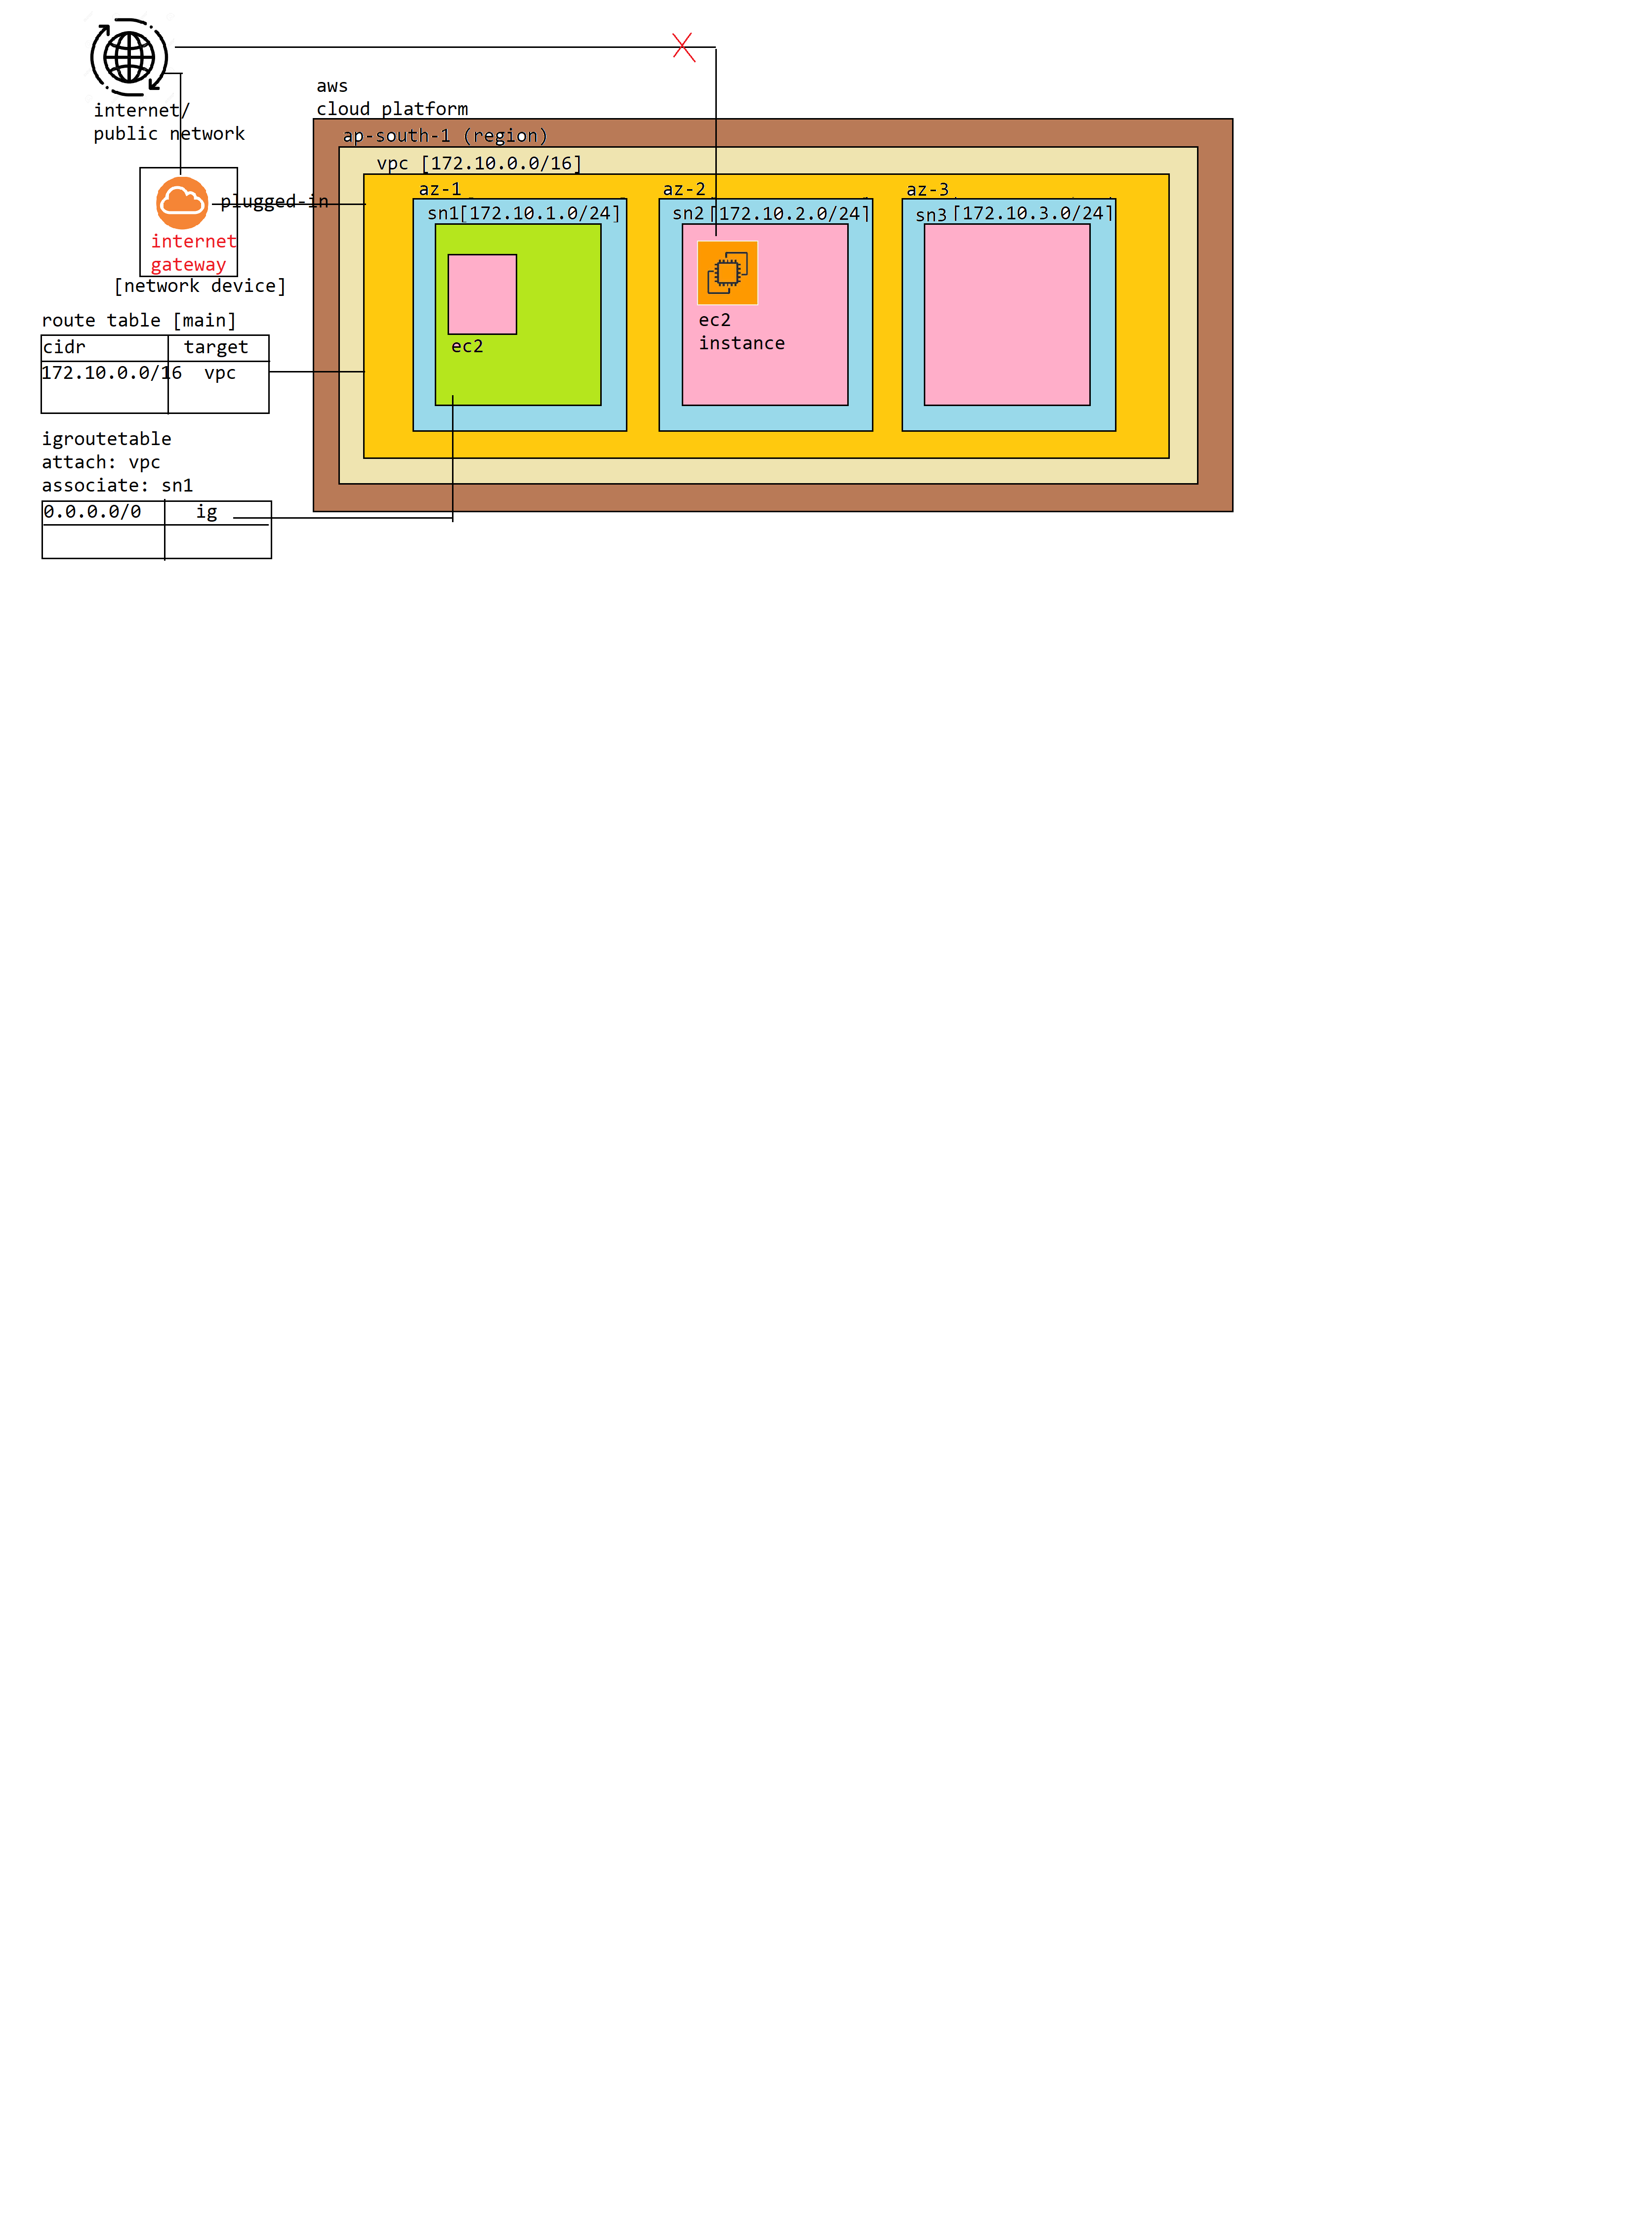 internet/
public network
aws
cloud platform
ap-south-1 (region)
vpc [172.10.0.0/16]
az-1
az-2
az-3
sn1[172.10.1.0/24]
sn2[172.10.2.0/24]
sn3[172.10.3.0/24]
plugged-in
internet
gateway
[network device]
ec2
ec2
instance
route table [main]
cidr target
172.10.0.0/16 vpc
igroutetable
attach: vpc
associate: sn1
0.0.0.0/0 ig